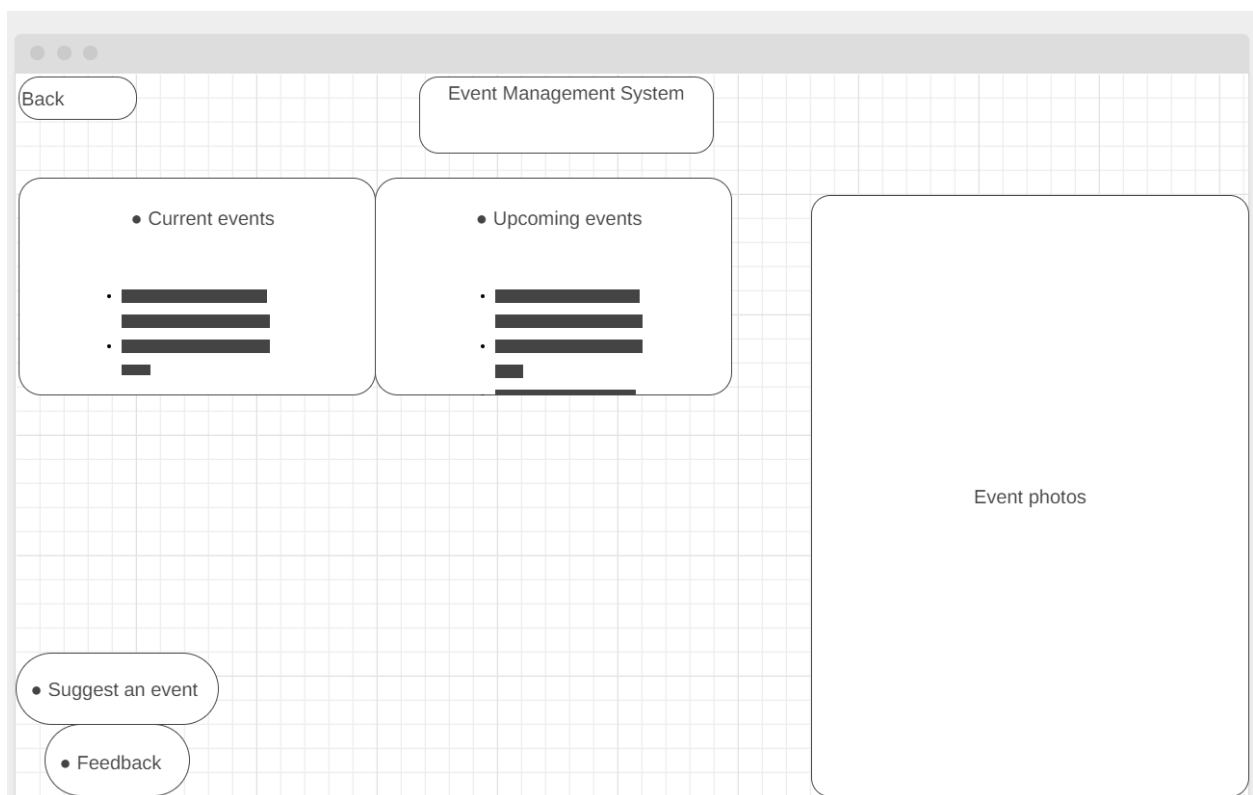 Back
Event Management System
● Current events
● Upcoming events
Event photos
● Suggest an event
● Feedback